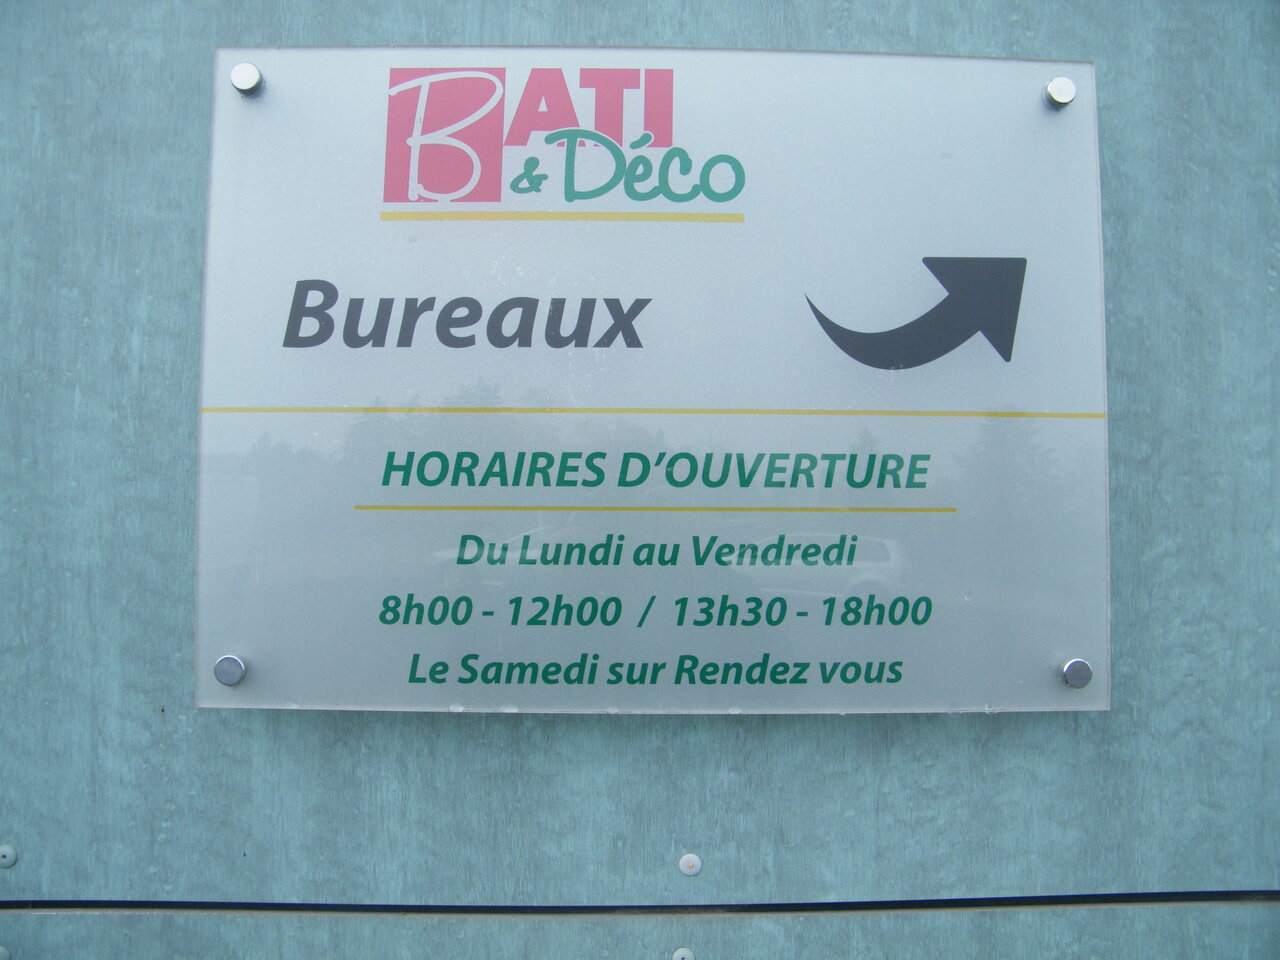 BATI
& Déco
Bureaux
HORAIRES D'OUVERTURE
Du Lundi au Vendredi
8h00 - 12h00 / 13h30 - 18h00
Le Samedi sur Rendez vous